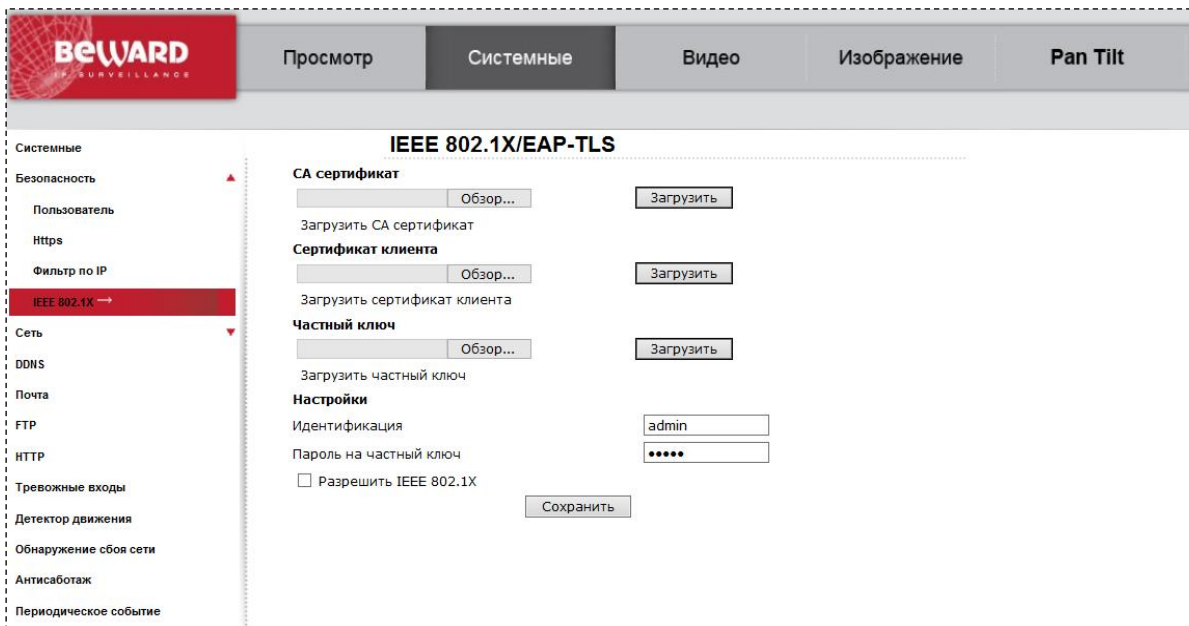 BEWARD
IP SURVEILLANCE
Просмотр
Системные
Видео
Изображение
Pan Tilt
Системные
Безопасность
Пользователь
Https
Фильтр по IP
IEEE 802.1X →
Сеть
DDNS
Почта
FTP
HTTP
Тревожные входы
Детектор движения
Обнаружение сбоя сети
Антисаботаж
Периодическое событие
IEEE 802.1X/EAP-TLS
CA сертификат
Обзор... Загрузить
Загрузить CA сертификат
Сертификат клиента
Обзор... Загрузить
Загрузить сертификат клиента
Частный ключ
Обзор... Загрузить
Загрузить частный ключ
Настройки
Идентификация admin
Пароль на частный ключ •••••
Разрешить IEEE 802.1X
Сохранить